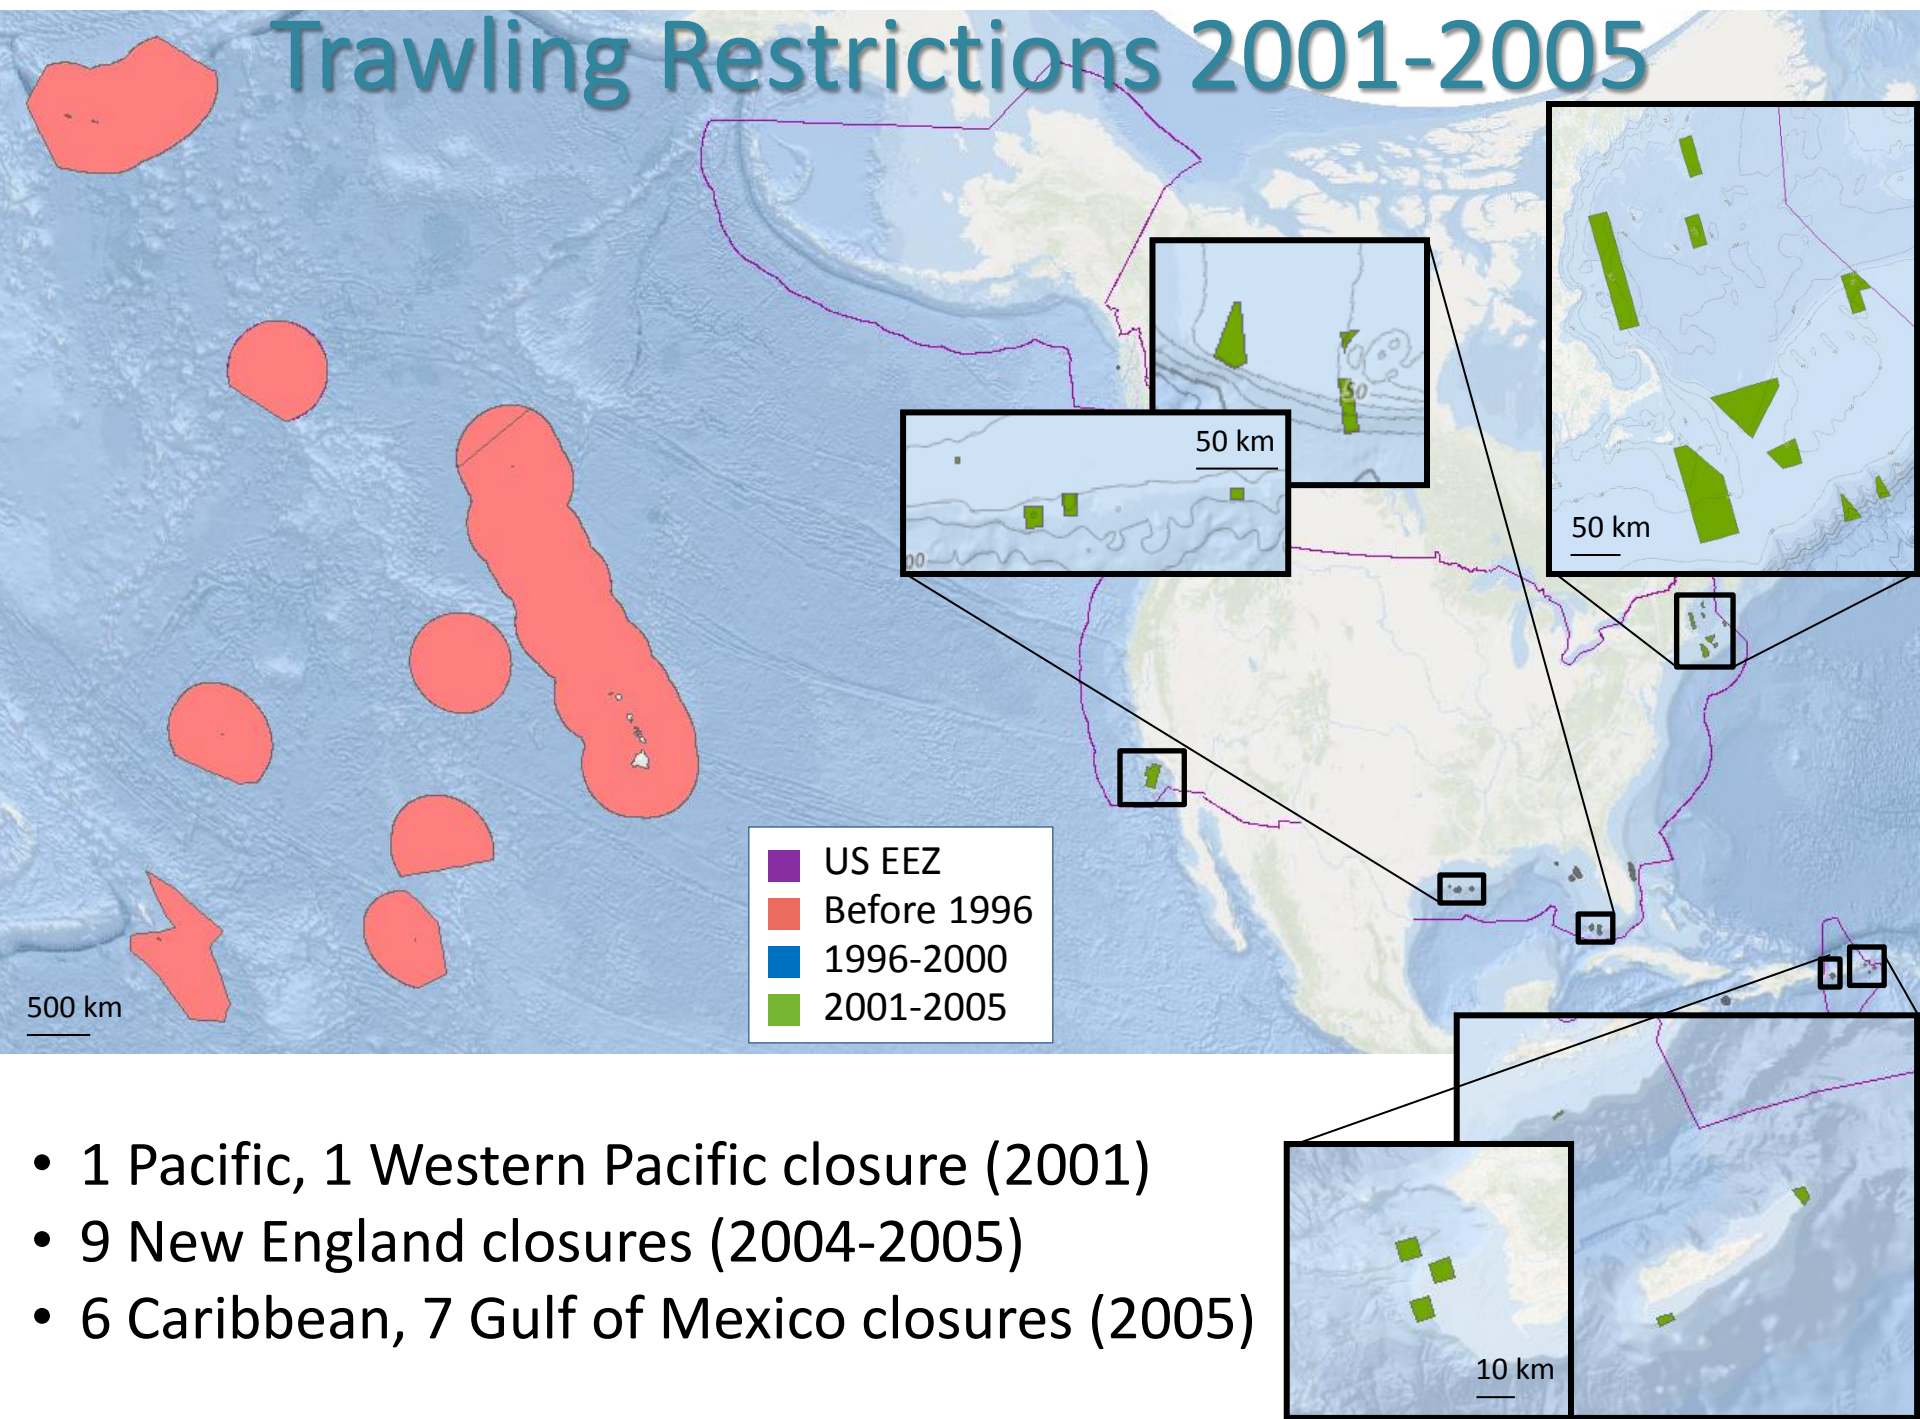 Trawling Restrictions 2001-2005
50 km
50
50 km
00
50 km
US EEZ
Before 1996
1996-2000
2001-2005
500 km
• 1 Pacific, 1 Western Pacific closure (2001)
• 9 New England closures (2004-2005)
• 6 Caribbean, 7 Gulf of Mexico closures (2005)
10 km